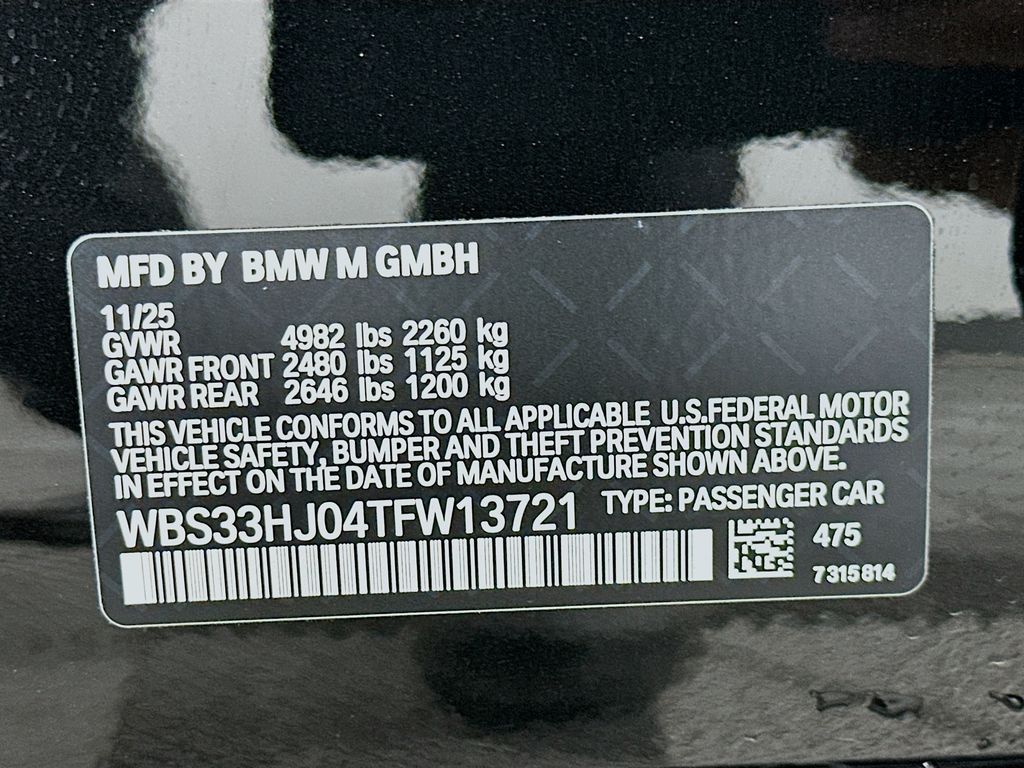 MFD BY BMW M GMBH
11/25
GVWR 4982 lbs 2260 kg
GAWR FRONT 2480 lbs 1125 kg
GAWR REAR 2646 lbs 1200 kg
THIS VEHICLE CONFORMS TO ALL APPLICABLE U.S.FEDERAL MOTOR
VEHICLE SAFETY, BUMPER AND THEFT PREVENTION STANDARDS
IN EFFECT ON THE DATE OF MANUFACTURE SHOWN ABOVE.
WBS33HJ04TFW13721 TYPE: PASSENGER CAR
475
7315814